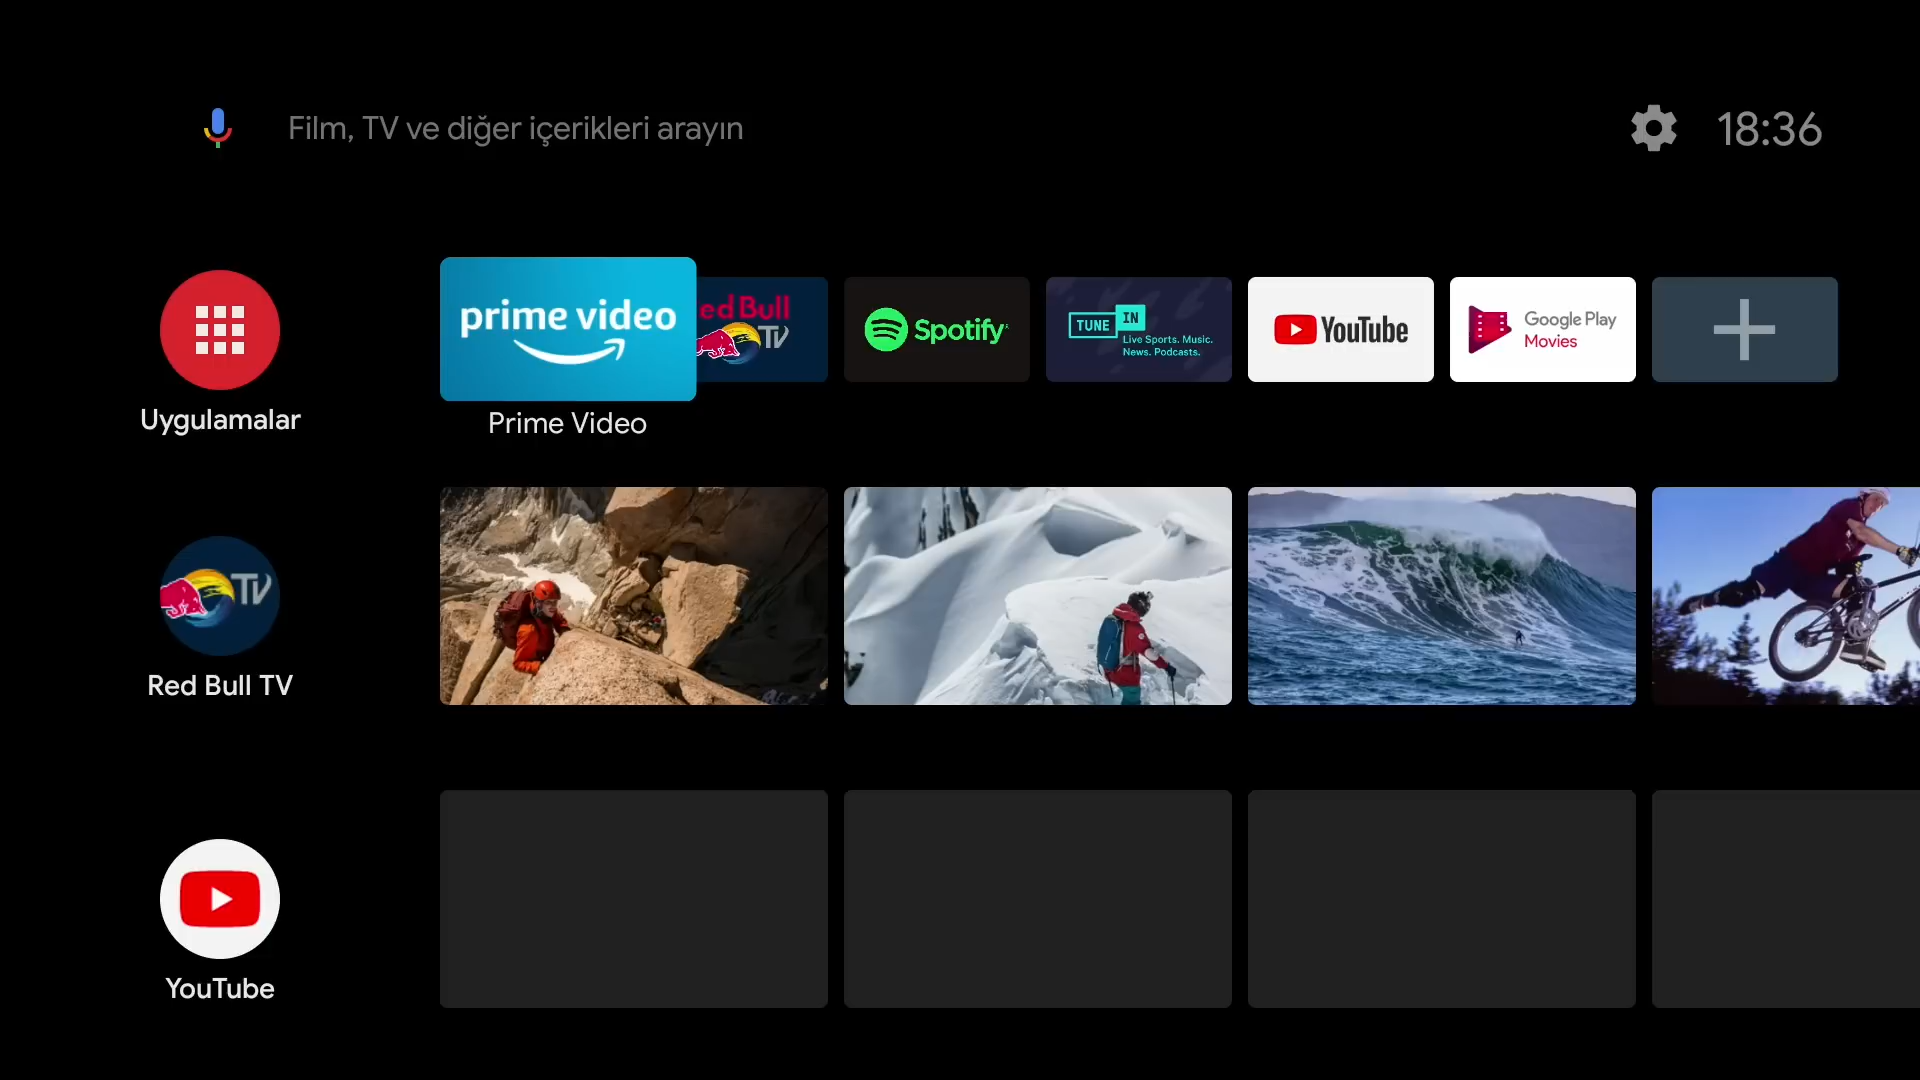 Film, TV ve diğer içerikleri arayın
18:36
Uygulamalar
prime video
ed Bull
TV
Spotify
TUNE IN
Live Sports. Music.
News. Podcasts.
YouTube
Google Play
Movies
Prime Video
TV
Red Bull TV
YouTube